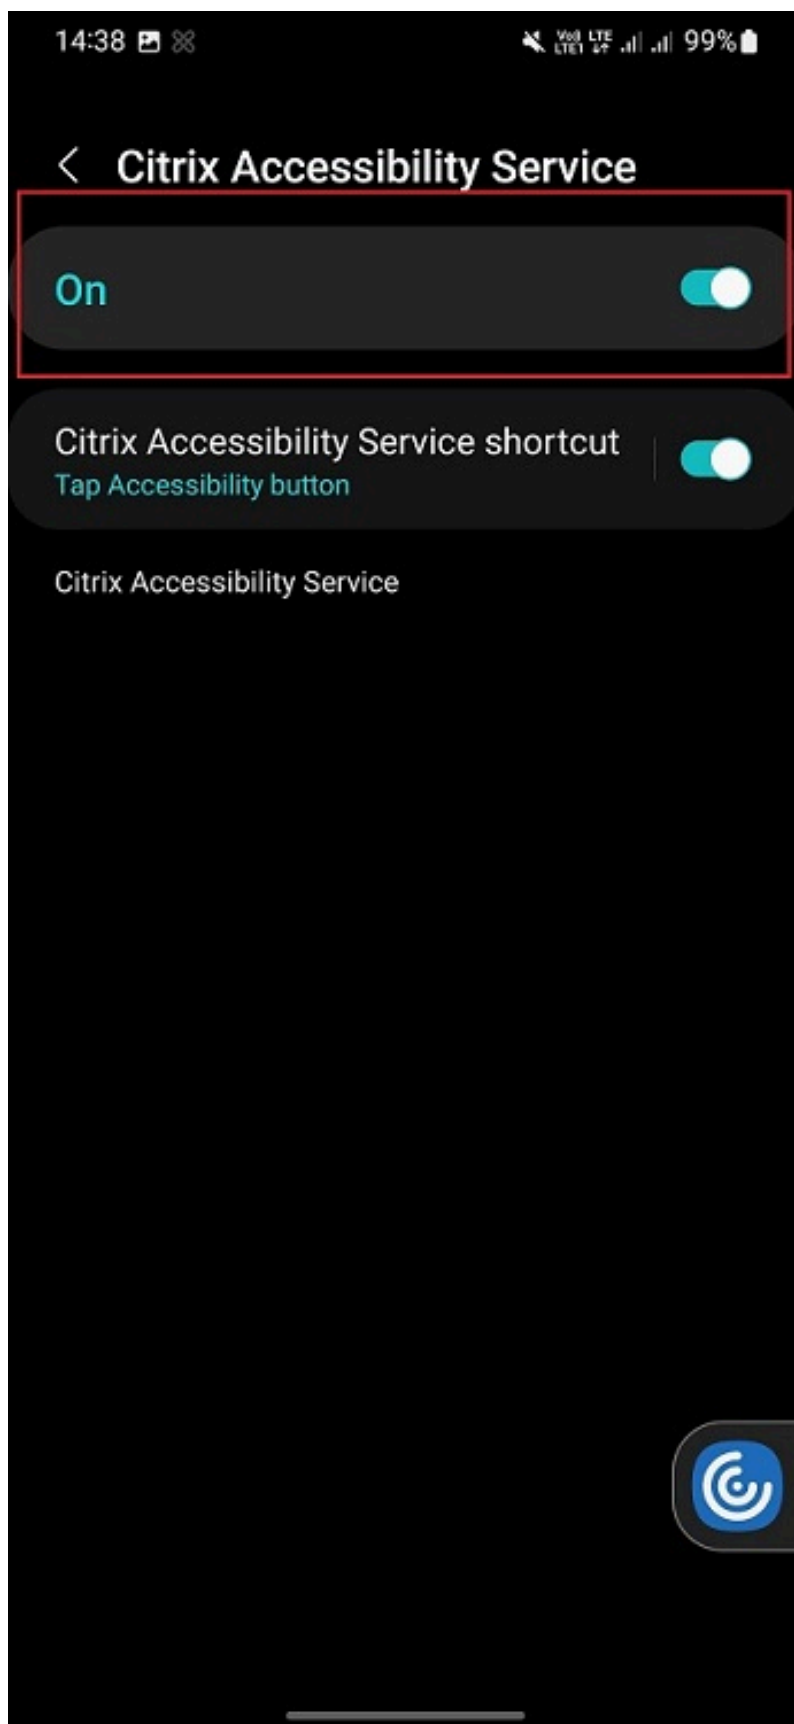 14:38 99%
Citrix Accessibility Service
On
Citrix Accessibility Service shortcut
Tap Accessibility button
Citrix Accessibility Service